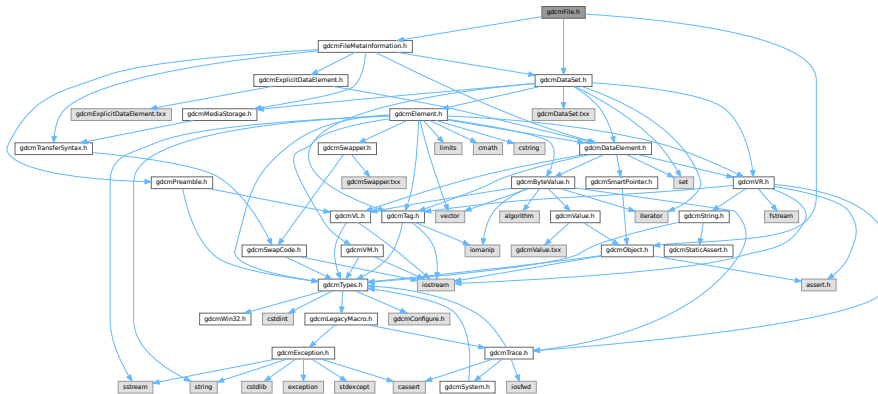 gdcmFile.h
gdcmFileMetaInformation.h
gdcmExplicitDataElement.h
gdcmDataSet.h
gdcmExplicitDataElement.txx
gdcmMediaStorage.h
gdcmElement.h
gdcmDataSet.txx
gdcmTransferSyntax.h
gdcmSwapper.h
limits
cmath
cstring
gdcmDataElement.h
gdcmPreamble.h
gdcmSwapper.txx
gdcmByteValue.h
gdcmSmartPointer.h
set
gdcmVR.h
gdcmVL.h
gdcmTag.h
vector
algorithm
gdcmValue.h
iterator
gdcmString.h
fstream
gdcmSwapCode.h
gdcmVM.h
iomanip
gdcmValue.txx
gdcmObject.h
gdcmStaticAssert.h
gdcmTypes.h
iostream
assert.h
gdcmWin32.h
cstdint
gdcmLegacyMacro.h
gdcmConfigure.h
gdcmException.h
gdcmTrace.h
sstream
string
cstdlib
exception
stdexcept
cassert
gdcmSystem.h
iosfwd